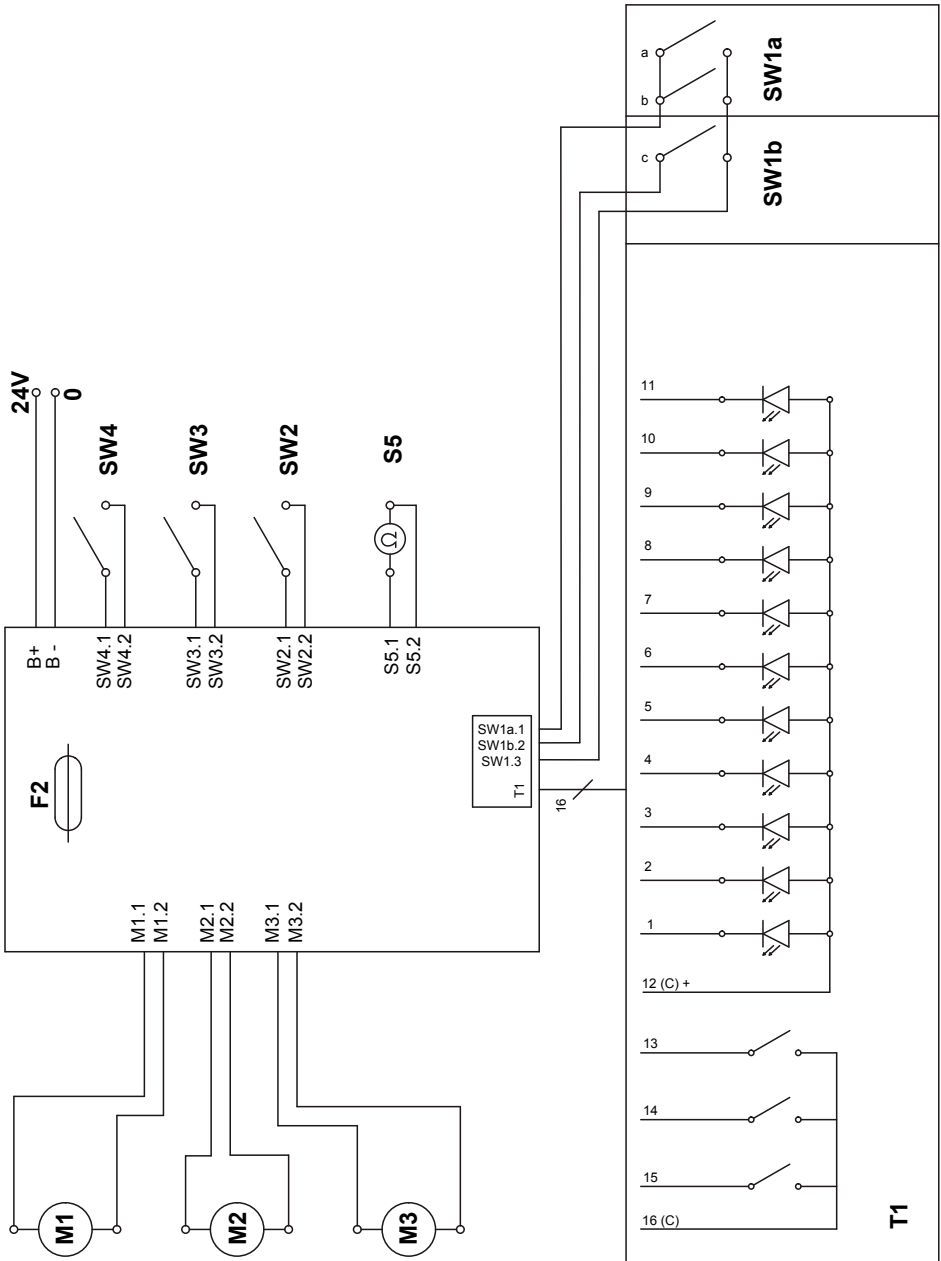 a
b
c
SW1a
SW1b
24V
0
SW4
SW3
SW2
S5
Ω
B+
B -
SW4.1
SW4.2
SW3.1
SW3.2
SW2.1
SW2.2
S5.1
S5.2
F2
SW1a.1
SW1b.2
SW1.3
T1
16
M1.1
M1.2
M2.1
M2.2
M3.1
M3.2
M1
M2
M3
11
10
9
8
7
6
5
4
3
2
1
12 (C) +
13
14
15
16 (C)
T1